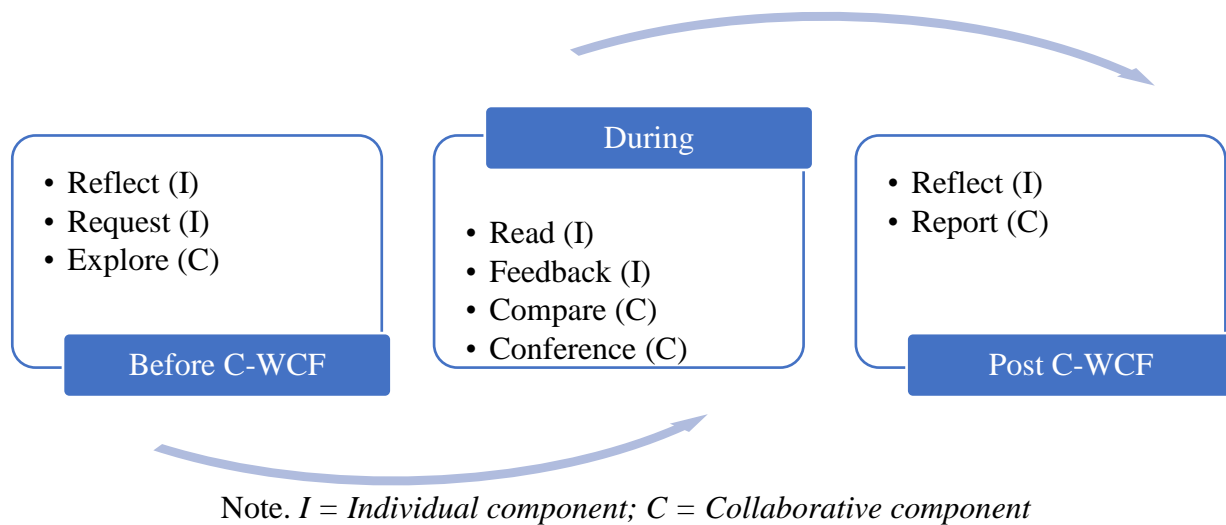 • Reflect (I)
• Request (I)
• Explore (C)
Before C-WCF
During
• Read (I)
• Feedback (I)
• Compare (C)
• Conference (C)
• Reflect (I)
• Report (C)
Post C-WCF
Note. I = Individual component; C = Collaborative component